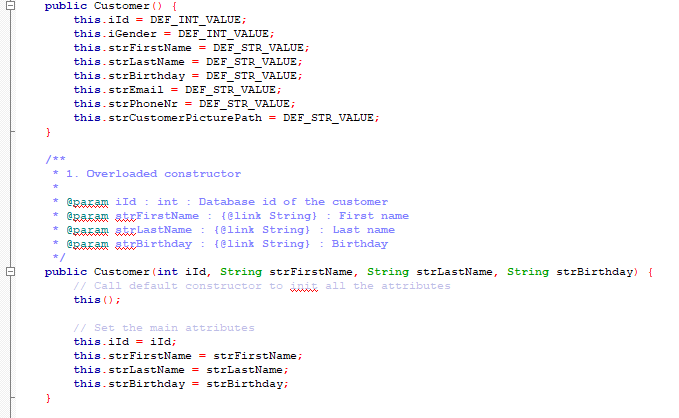 public Customer() {
this.iId = DEF_INT_VALUE;
this.iGender = DEF_INT_VALUE;
this.strFirstName = DEF_STR_VALUE;
this.strLastName = DEF_STR_VALUE;
this.strBirthday = DEF_STR_VALUE;
this.strEmail = DEF_STR_VALUE;
this.strPhoneNr = DEF_STR_VALUE;
this.strCustomerPicturePath = DEF_STR_VALUE;
}
/**
* 1. Overloaded constructor
*
* @param iId : int : Database id of the customer
* @param strFirstName : {@link String} : First name
* @param strLastName : {@link String} : Last name
* @param strBirthday : {@link String} : Birthday
*/
public Customer(int iId, String strFirstName, String strLastName, String strBirthday) {
// Call default constructor to init all the attributes
this();
// Set the main attributes
this.iId = iId;
this.strFirstName = strFirstName;
this.strLastName = strLastName;
this.strBirthday = strBirthday;
}